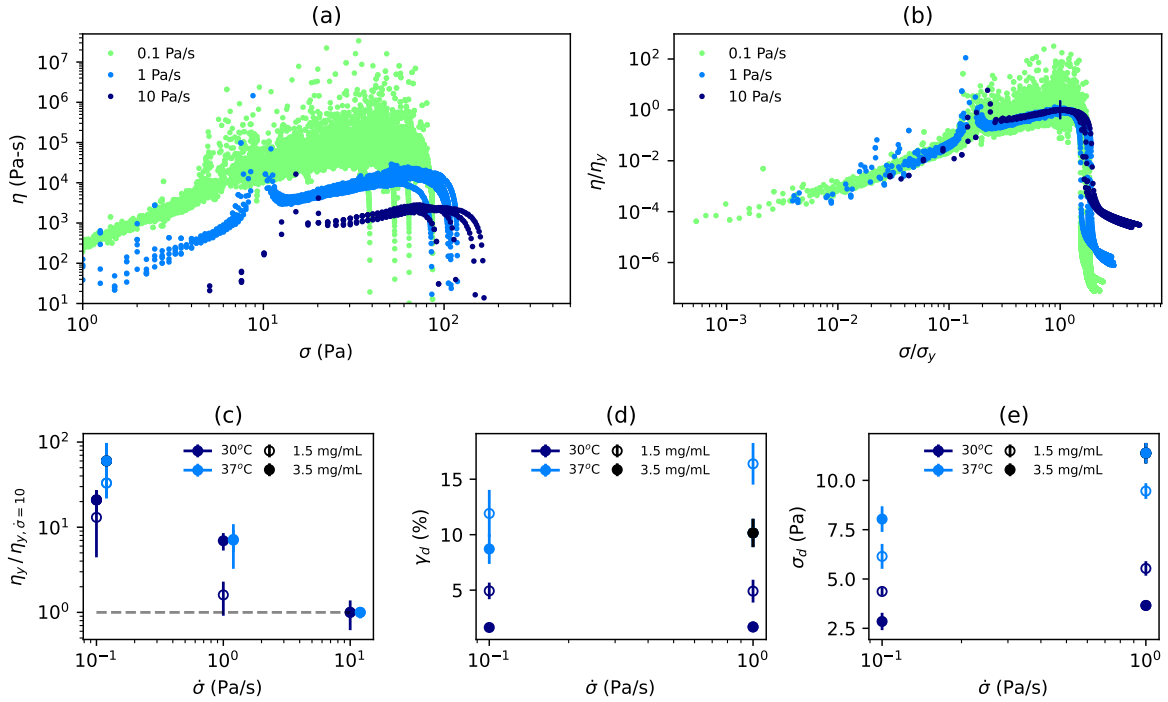 (a)
η (Pa-s)
10⁷
10⁶
10⁵
10⁴
10³
10²
10¹
0.1 Pa/s
1 Pa/s
10 Pa/s
10⁰ 10¹ 10²
σ (Pa)
(b)
η/η_y
10²
10⁰
10⁻²
10⁻⁴
10⁻⁶
0.1 Pa/s
1 Pa/s
10 Pa/s
10⁻³ 10⁻² 10⁻¹ 10⁰
σ/σ_y
(c)
η_y / η_{y, σ̇ = 10}
10²
10¹
10⁰
30°C 1.5 mg/mL
37°C 3.5 mg/mL
10⁻¹ 10⁰ 10¹
σ̇ (Pa/s)
(d)
γ_d (%)
15
10
5
30°C 1.5 mg/mL
37°C 3.5 mg/mL
10⁻¹ 10⁰
σ̇ (Pa/s)
(e)
σ_d (Pa)
10.0
7.5
5.0
2.5
30°C 1.5 mg/mL
37°C 3.5 mg/mL
10⁻¹ 10⁰
σ̇ (Pa/s)